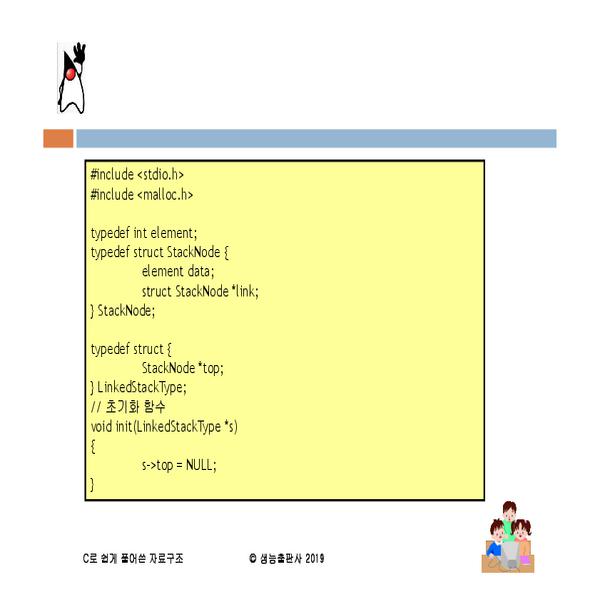 #include <stdio.h>
#include <malloc.h>
typedef int element;
typedef struct StackNode {
element data;
struct StackNode *link;
} StackNode;
typedef struct {
StackNode *top;
} LinkedStackType;
// 초기화 함수
void init(LinkedStackType *s)
{
s->top = NULL;
}
C로 쉽게 풀어쓴 자료구조
© 생능출판사 2019